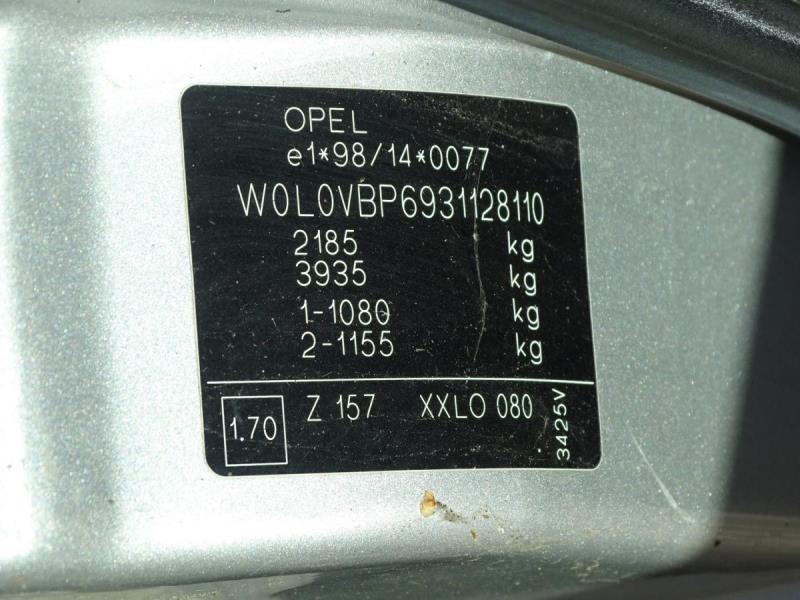 OPEL
e1*98/14*0077
W0L0VBP6931128110
2185 kg
3935 kg
1-1080 kg
2-1155 kg
1.70 Z 157 XXLO 080
3425V